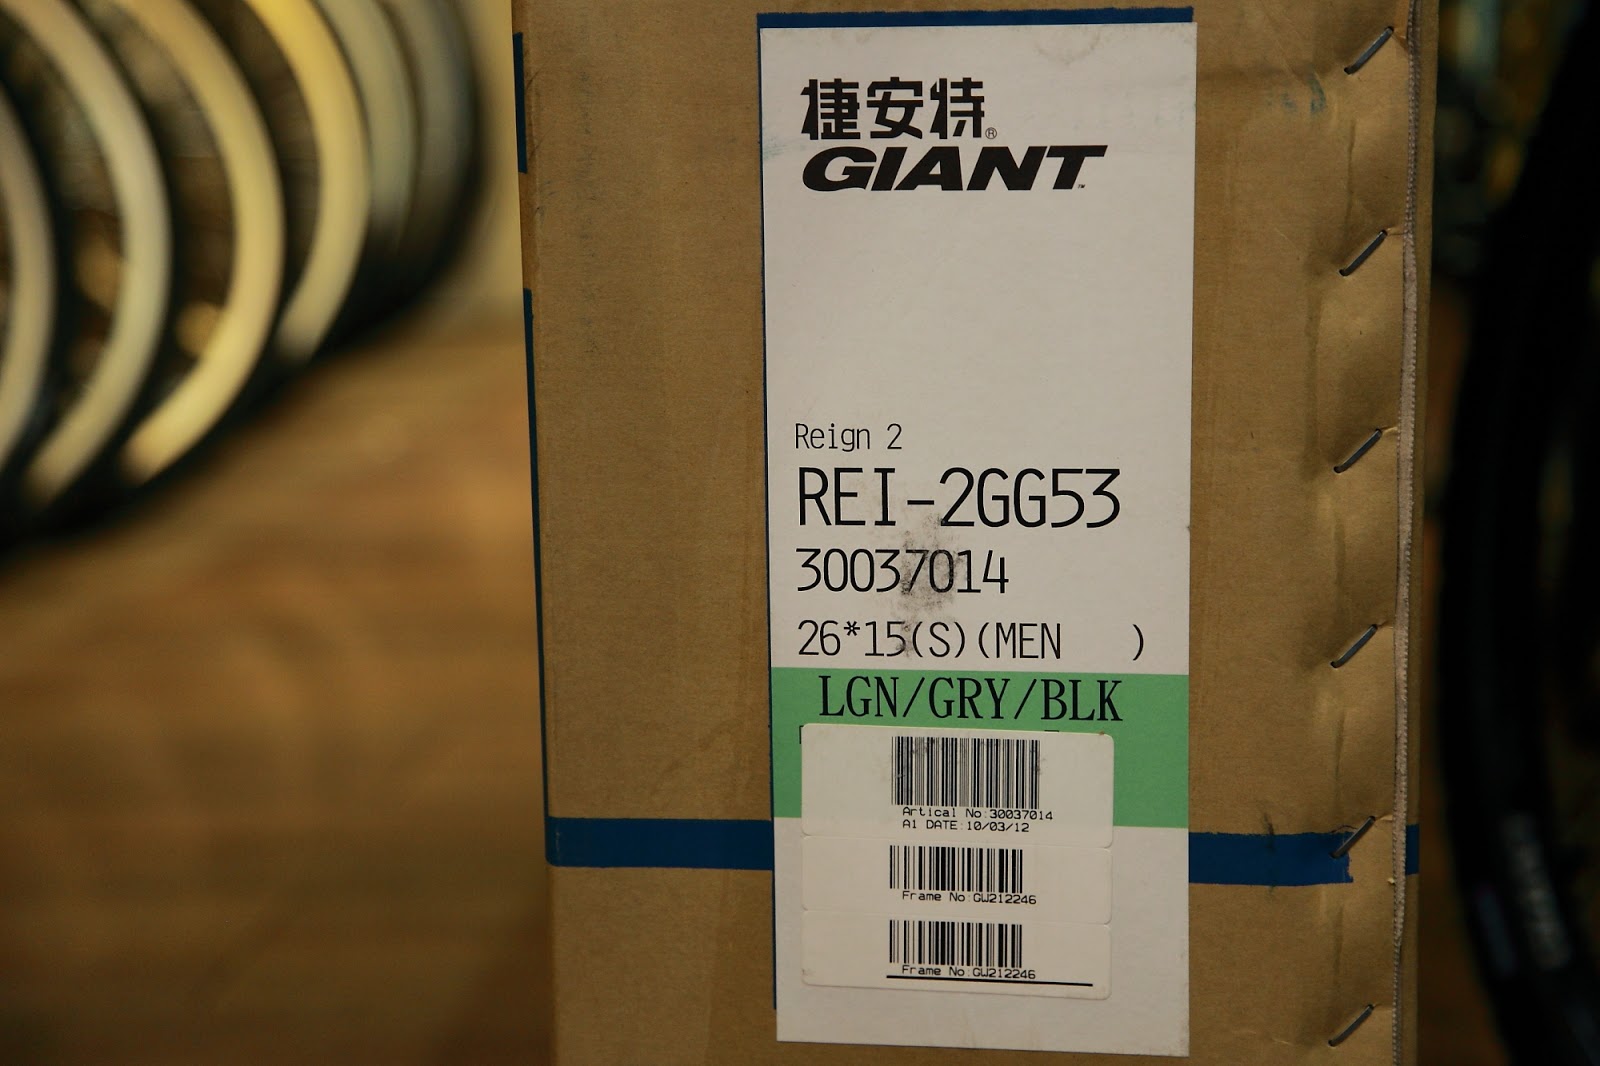 捷安特®
GIANT™
Reign 2
REI-2GG53
30037014
26*15(S)(MEN    )
LGN/GRY/BLK
Artical No:30037014
A1 DATE:10/03/12
Frame No:GW212246
Frame No:GW212246